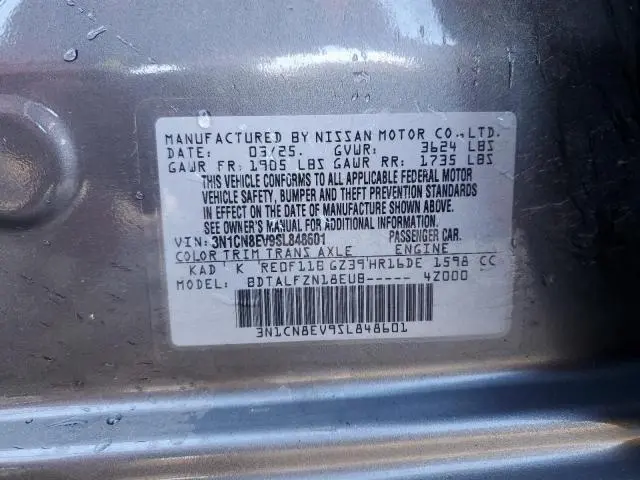 MANUFACTURED BY NISSAN MOTOR CO.,LTD.
DATE: 03/25. GVWR: 3624 LBS
GAWR FR: 1905 LBS GAWR RR: 1735 LBS
THIS VEHICLE CONFORMS TO ALL APPLICABLE FEDERAL MOTOR
VEHICLE SAFETY, BUMPER AND THEFT PREVENTION STANDARDS
IN EFFECT ON THE DATE OF MANUFACTURE SHOWN ABOVE.
SEE OWNER'S MANUAL FOR ADDITIONAL INFORMATION.
VIN: 3N1CN8EV9SL848601 PASSENGER CAR.
COLOR TRIM TRANS AXLE ENGINE
KAD K RE0F11B GZ39 HR16DE 1598 CC
MODEL: BDTALFZN18EUB----- 4Z000
3N1CN8EV9SL848601